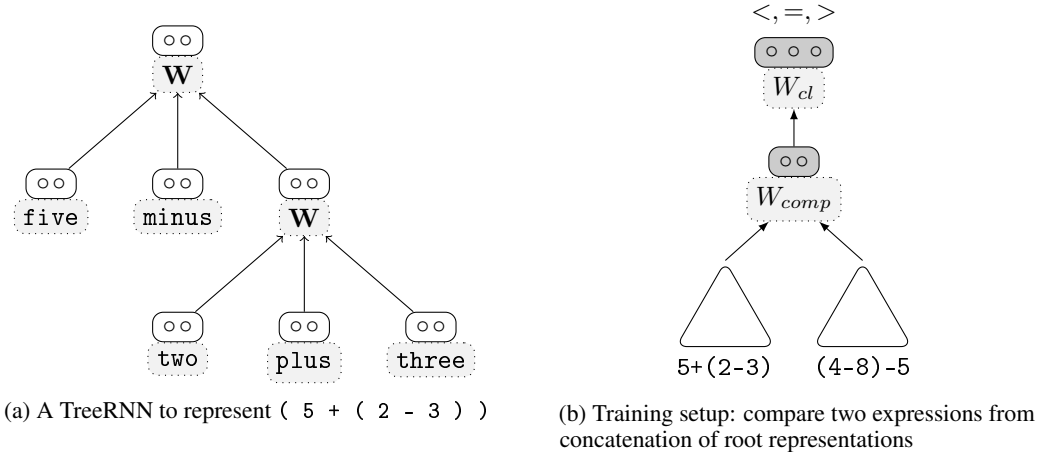 W
five minus W
two plus three
(a) A TreeRNN to represent ( 5 + ( 2 - 3 ) )
<, =, >
W_cl
W_comp
5+(2-3) (4-8)-5
(b) Training setup: compare two expressions from
concatenation of root representations